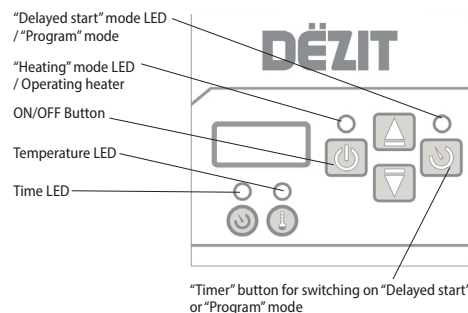 "Delayed start" mode LED
/ "Program" mode
DËZIT
"Heating" mode LED
/ Operating heater
ON/OFF Button
Temperature LED
Time LED
"Timer" button for switching on "Delayed start"
or "Program" mode